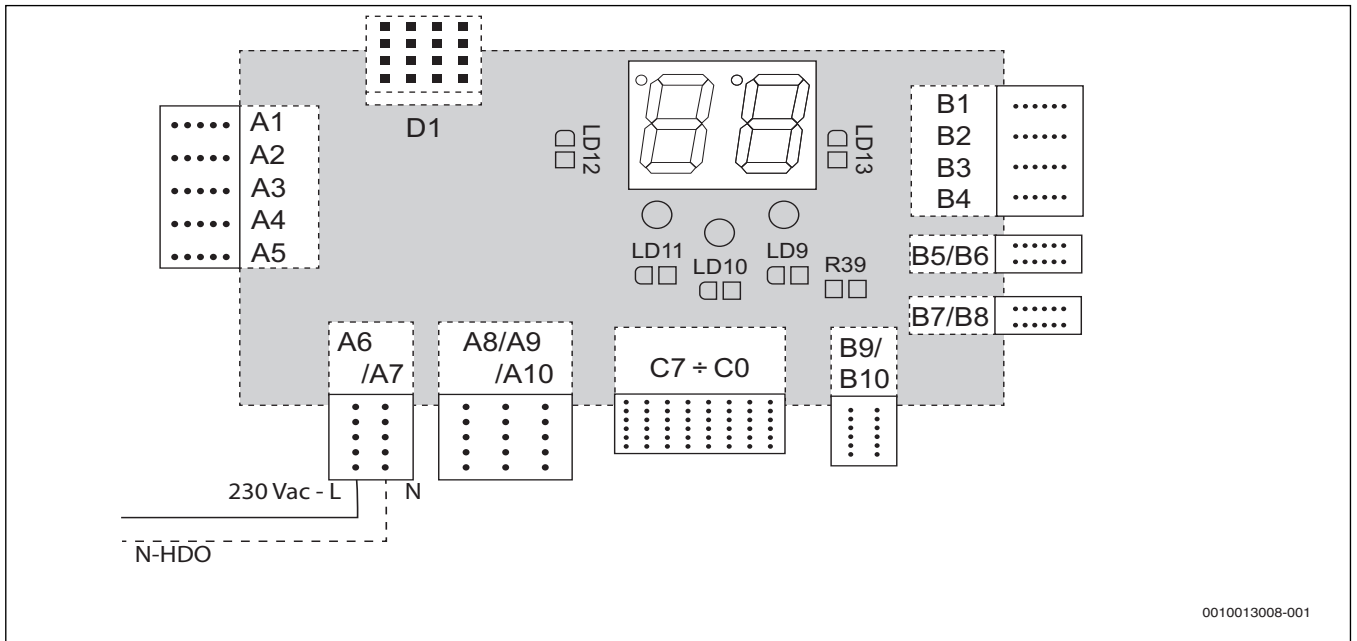 D1
A1
A2
A3
A4
A5
LD12
LD13
B1
B2
B3
B4
B5/B6
B7/B8
LD11
LD10
LD9
R39
A6
/A7
A8/A9
/A10
C7 ÷ C0
B9/
B10
230 Vac - L
N
N-HDO
0010013008-001